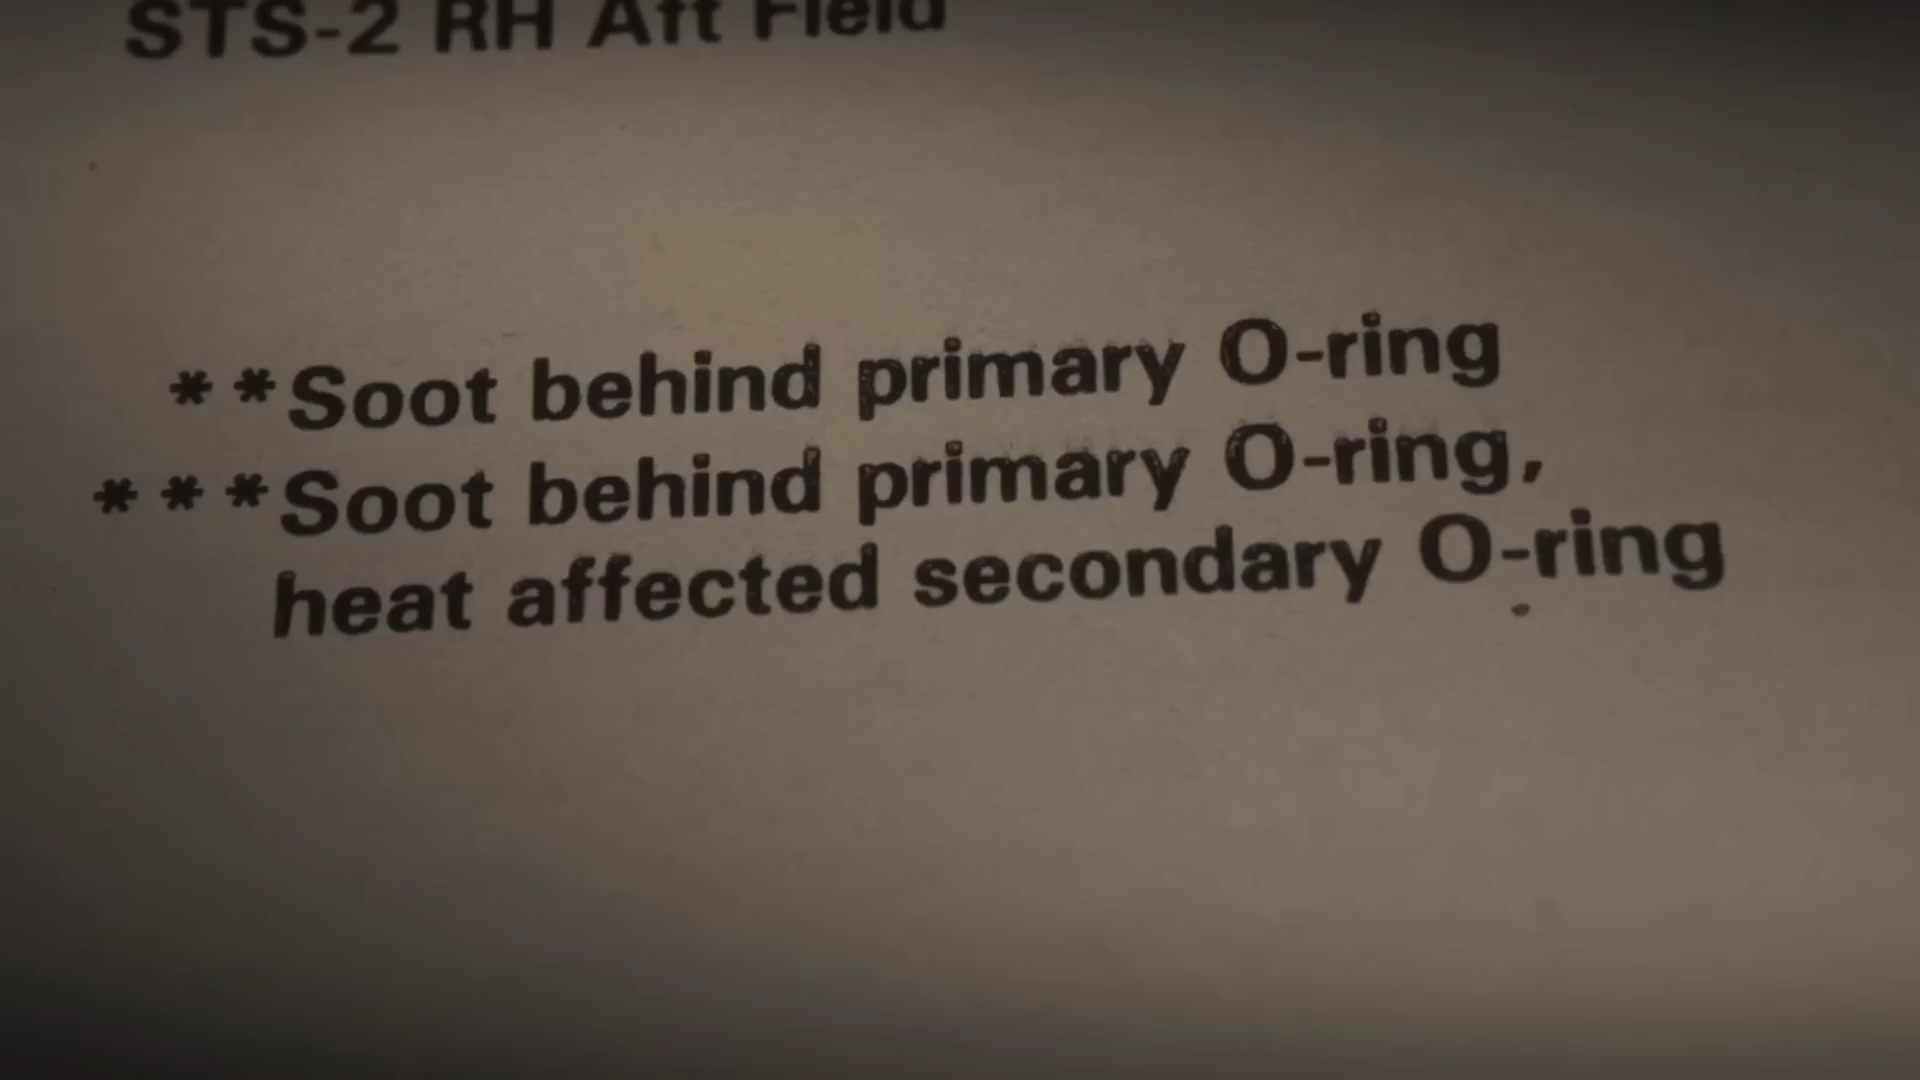 STS-2 RH Aft Field
**Soot behind primary O-ring
***Soot behind primary O-ring,
heat affected secondary O-ring